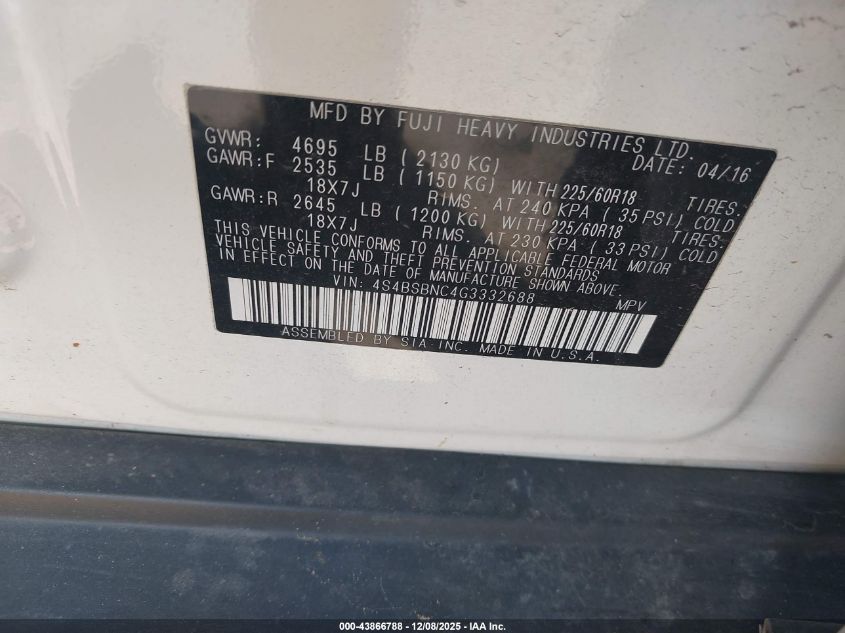 MFD BY FUJI HEAVY INDUSTRIES LTD.
GVWR: 4695 LB ( 2130 KG) DATE: 04/16
GAWR:F 2535 LB ( 1150 KG) WITH 225/60R18 TIRES.
18X7J RIMS. AT 240 KPA ( 35 PSI) COLD
GAWR:R 2645 LB ( 1200 KG) WITH 225/60R18 TIRES.
18X7J RIMS. AT 230 KPA ( 33 PSI) COLD
THIS VEHICLE CONFORMS TO ALL APPLICABLE FEDERAL MOTOR
VEHICLE SAFETY AND THEFT PREVENTION STANDARDS
IN EFFECT ON THE DATE OF MANUFACTURE SHOWN ABOVE.
VIN: 4S4BSBNC4G3332688 MPV
ASSEMBLED BY SIA INC. MADE IN U.S.A.
000-43866788 - 12/08/2025 - IAA Inc.